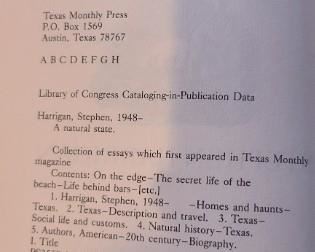 Texas Monthly Press
P.O. Box 1569
Austin, Texas 78767
A B C D E F G H
Library of Congress Cataloging-in-Publication Data
Harrigan, Stephen, 1948–
A natural state.
Collection of essays which first appeared in Texas Monthly
magazine
Contents: On the edge—The secret life of the
beach—Life behind bars—[etc.]
1. Harrigan, Stephen, 1948– —Homes and haunts—
Texas. 2. Texas—Description and travel. 3. Texas—
Social life and customs. 4. Natural history—Texas.
5. Authors, American—20th century—Biography.
I. Title